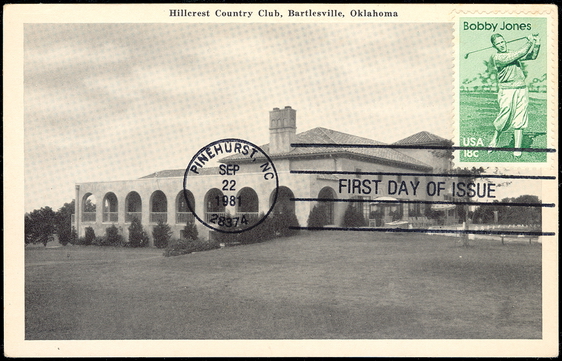 Hillcrest Country Club, Bartlesville, Oklahoma
Bobby Jones
USA
18c
PINEHURST, NC
SEP
22
1981
28374
FIRST DAY OF ISSUE